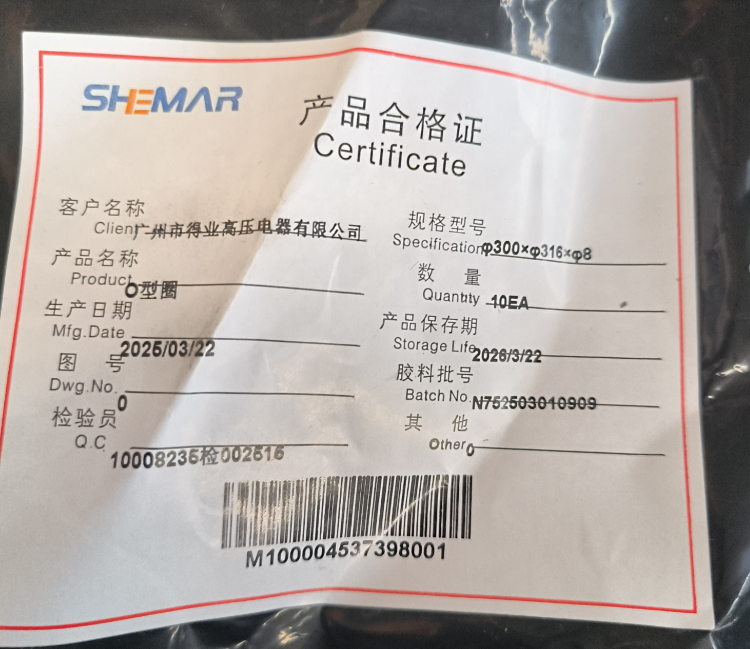 SHEMAR
产品合格证
Certificate
客户名称
Client 广州市得业高压电器有限公司
规格型号
Specification φ300×φ316×φ8
产品名称
Product O型圈
数 量
Quantity 10EA
生产日期
Mfg.Date 2025/03/22
产品保存期
Storage Life 2026/3/22
图 号
Dwg.No. 0
胶料批号
Batch No. N752503010909
检验员
Q.C 10008235检002515
其 他
Other 0
M100004537398001